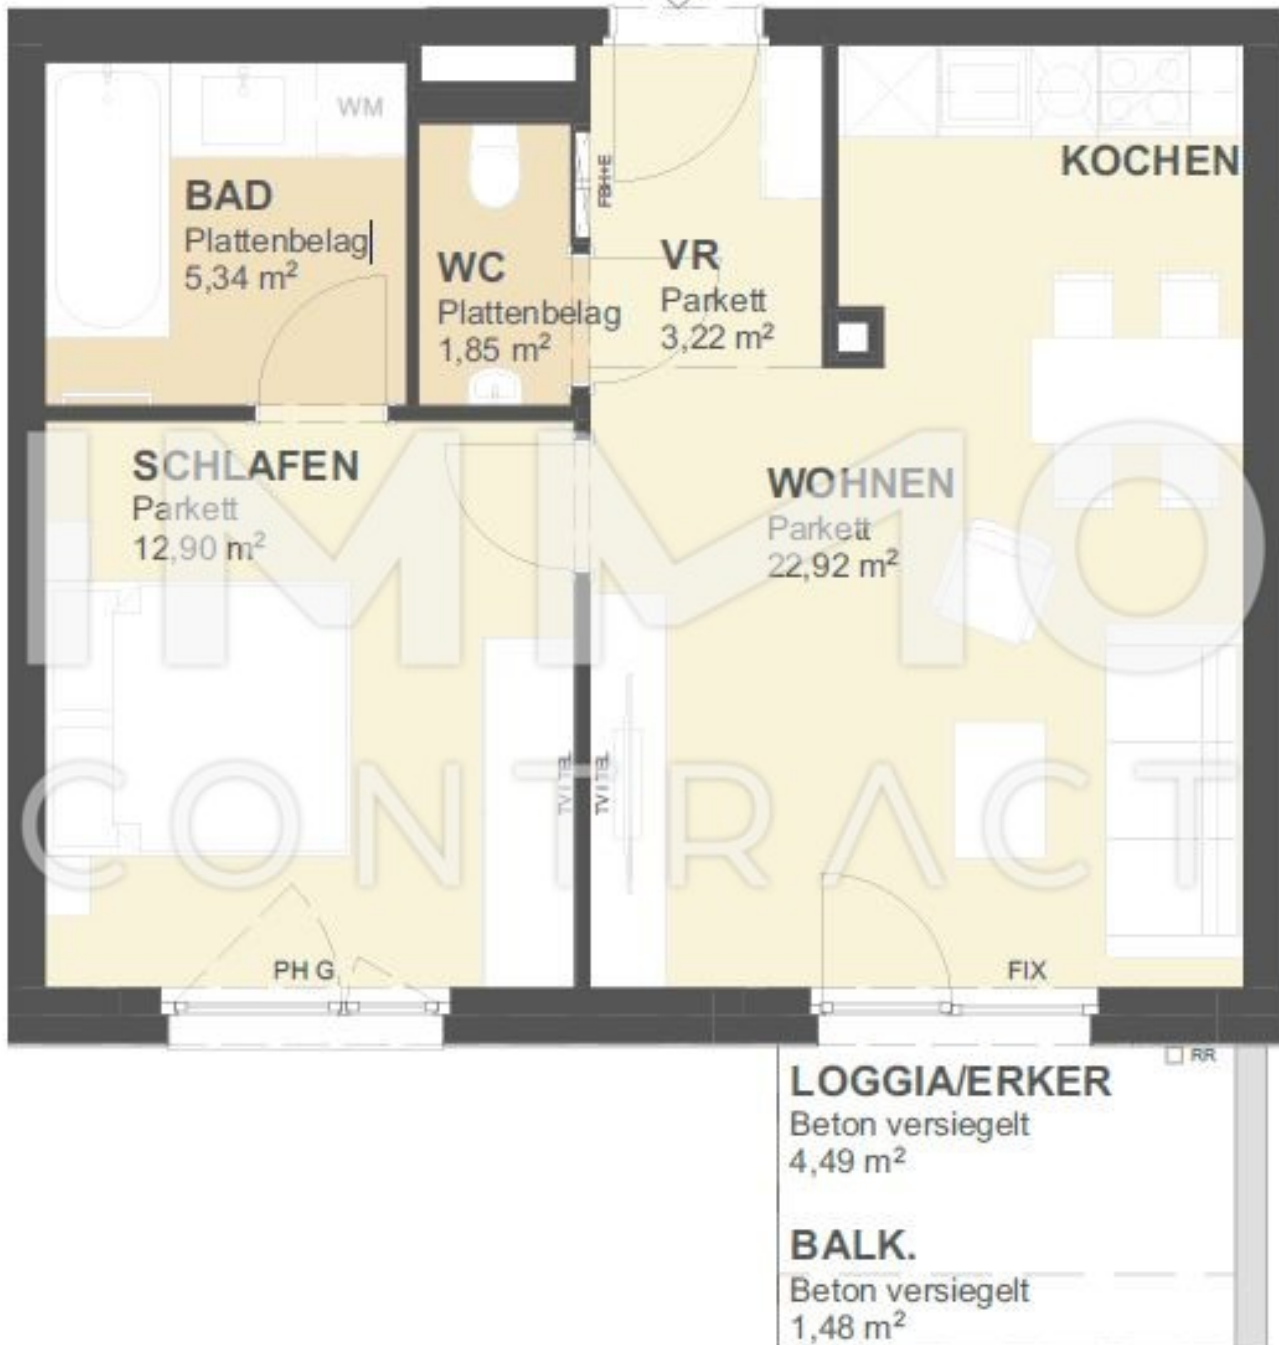 WM
BAD
Plattenbelag
5,34 m²
WC
Plattenbelag
1,85 m²
FBH+E
VR
Parkett
3,22 m²
KOCHEN
SCHLAFEN
Parkett
12,90 m²
WOHNEN
Parkett
22,92 m²
IMMO
CONTRACT
TV I TEL
TV I TEL
PH G
FIX
RR
LOGGIA/ERKER
Beton versiegelt
4,49 m²
BALK.
Beton versiegelt
1,48 m²